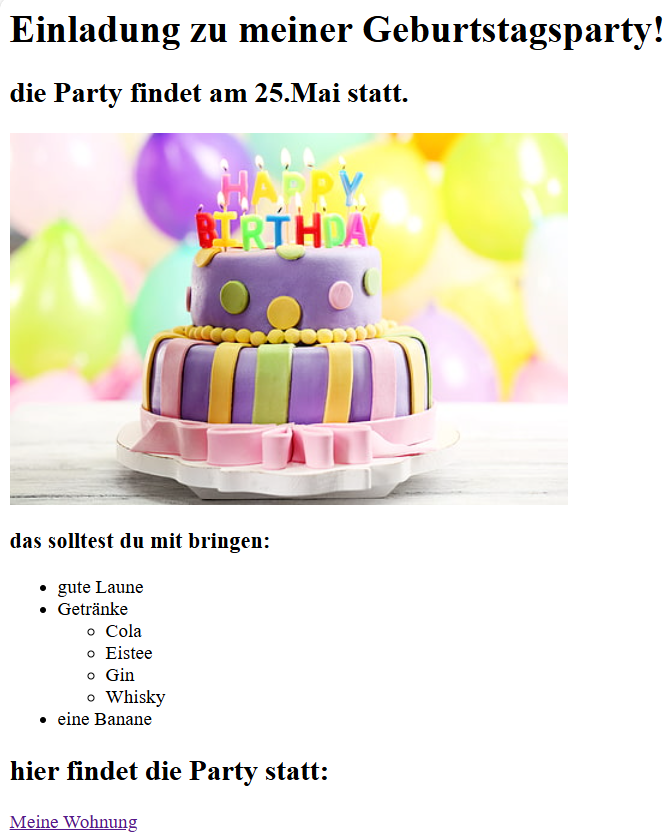 Einladung zu meiner Geburtstagsparty!
die Party findet am 25.Mai statt.
HAPPY
BIRTHDAY
das solltest du mit bringen:
gute Laune
Getränke
Cola
Eistee
Gin
Whisky
eine Banane
hier findet die Party statt:
Meine Wohnung